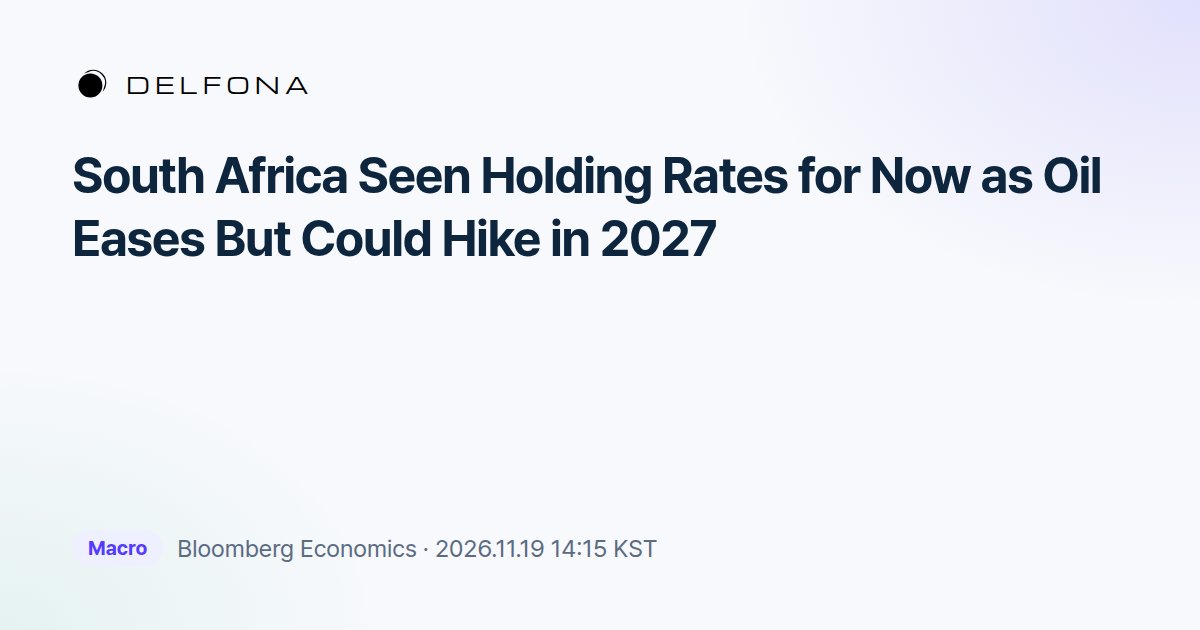 DELFONA
South Africa Seen Holding Rates for Now as Oil
Eases But Could Hike in 2027
Macro Bloomberg Economics · 2026.11.19 14:15 KST